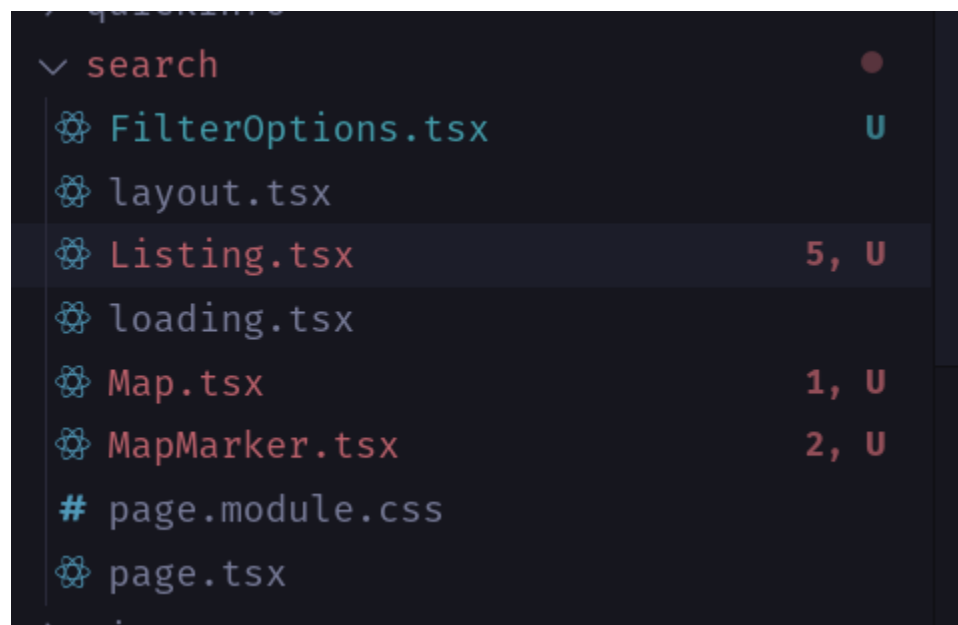 search
FilterOptions.tsx U
layout.tsx
Listing.tsx 5, U
loading.tsx
Map.tsx 1, U
MapMarker.tsx 2, U
# page.module.css
page.tsx